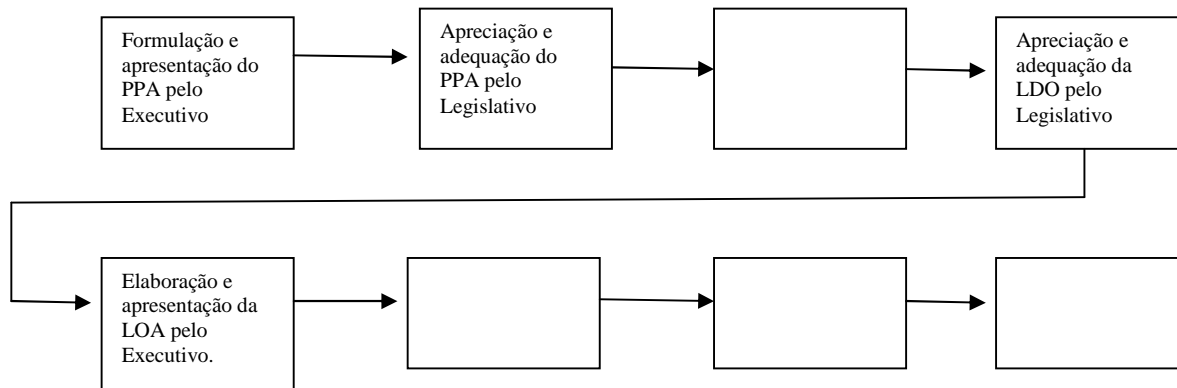 Formulação e
apresentação do
PPA pelo
Executivo
Apreciação e
adequação do
PPA pelo
Legislativo
Apreciação e
adequação da
LDO pelo
Legislativo
Elaboração e
apresentação da
LOA pelo
Executivo.